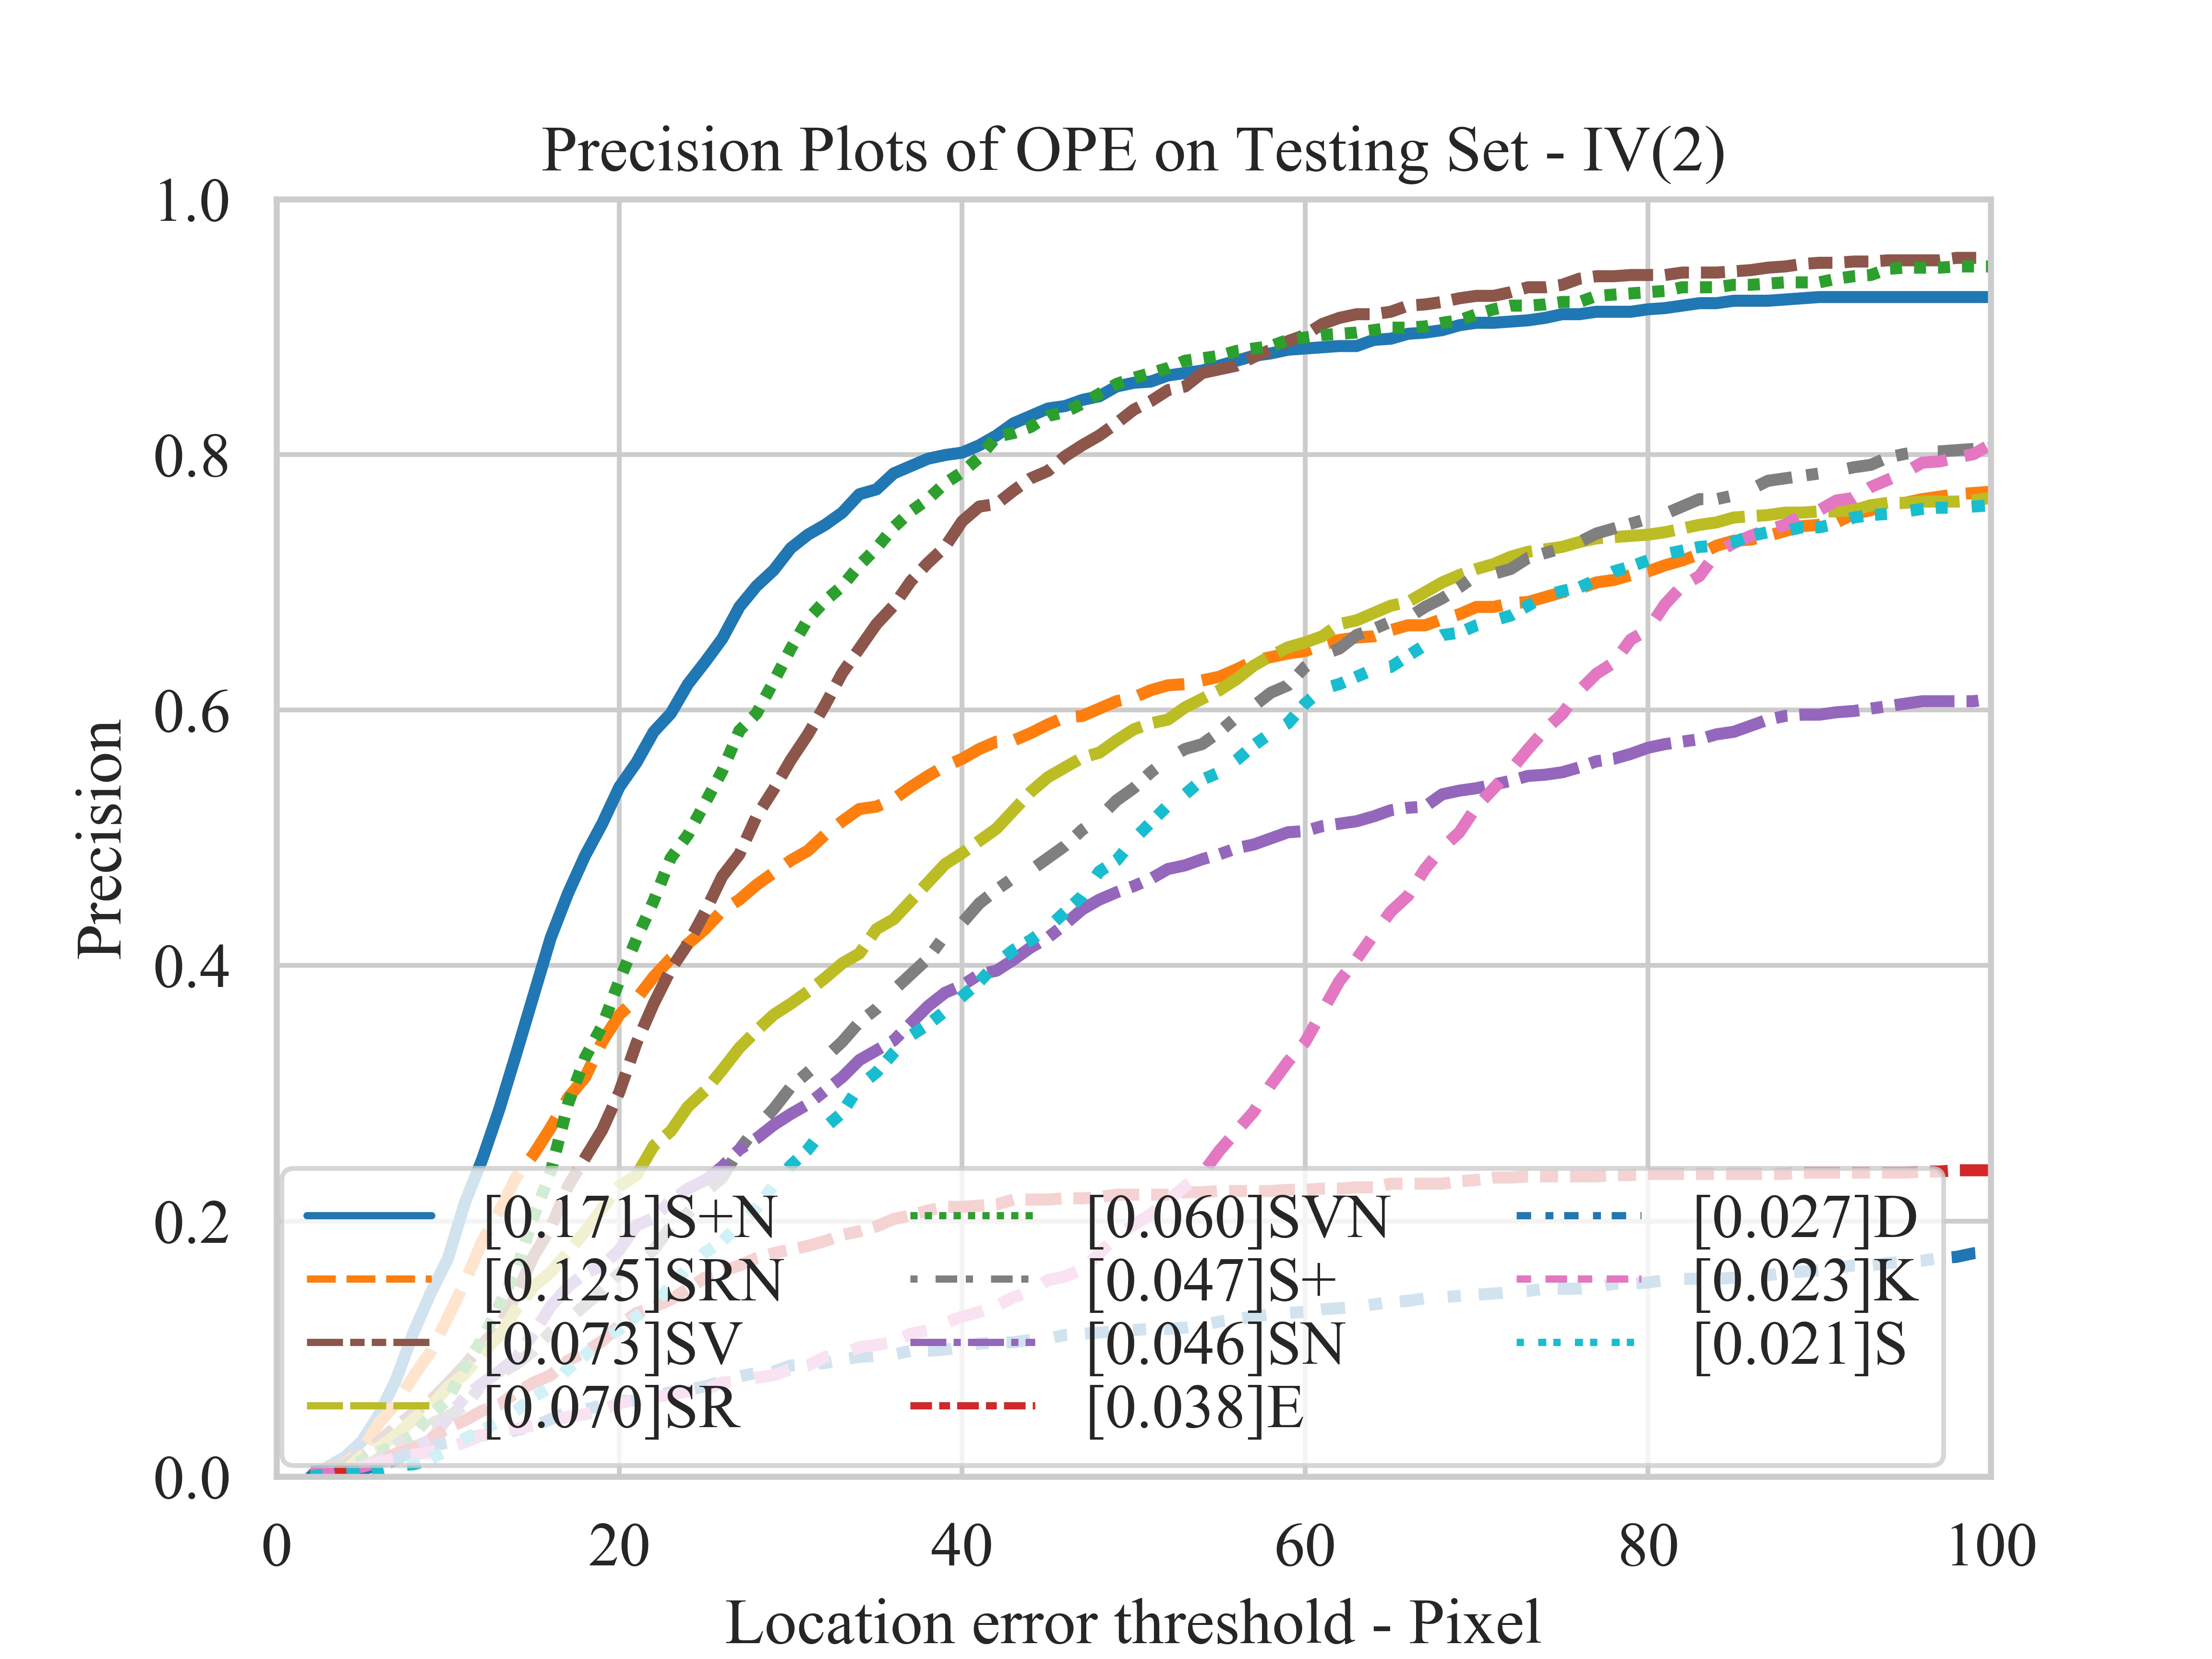 Precision Plots of OPE on Testing Set - IV(2)
1.0
0.8
0.6
0.4
0.2
0.0
Precision
[0.171]S+N
[0.125]SRN
[0.073]SV
[0.070]SR
[0.060]SVN
[0.047]S+
[0.046]SN
[0.038]E
[0.027]D
[0.023]K
[0.021]S
0 20 40 60 80 100
Location error threshold - Pixel